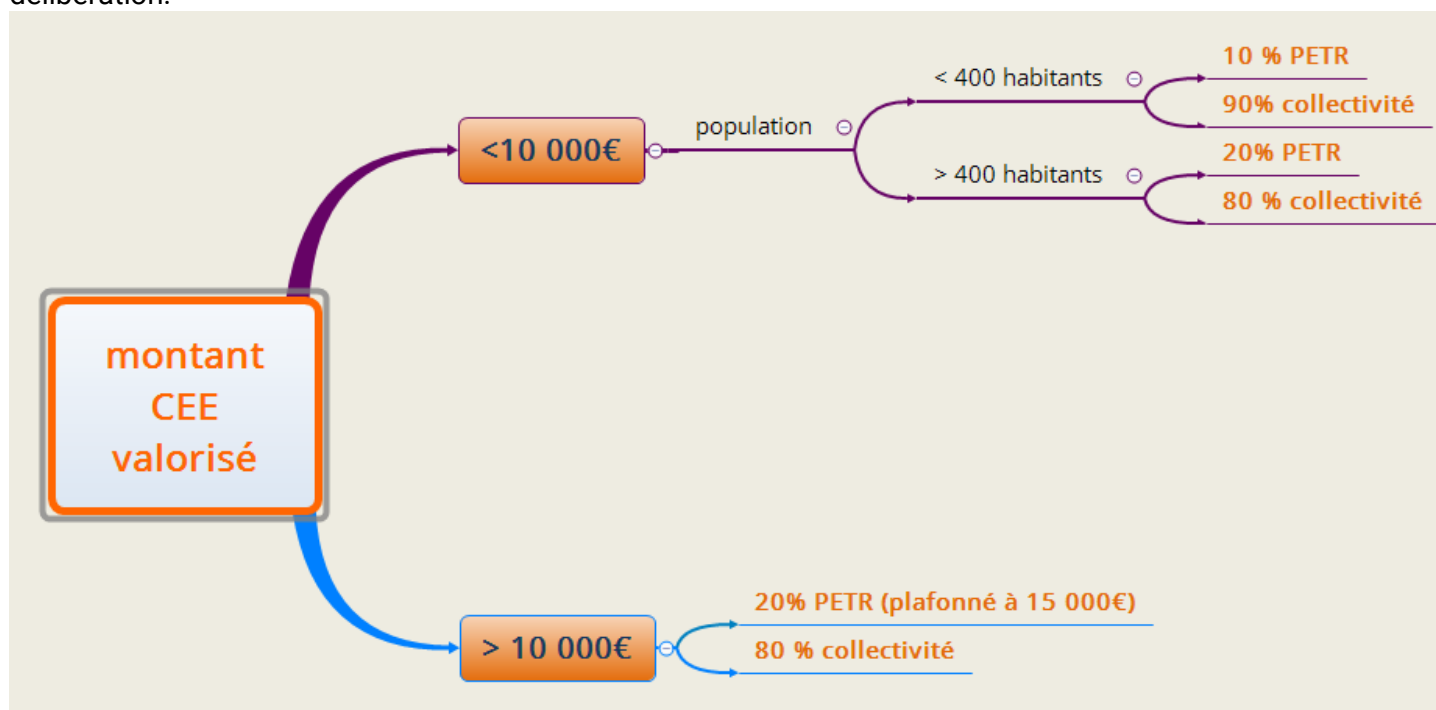 délibération.
10 % PETR
< 400 habitants
90% collectivité
<10 000€
population
20% PETR
> 400 habitants
80 % collectivité
montant
CEE
valorisé
20% PETR (plafonné à 15 000€)
> 10 000€
80 % collectivité